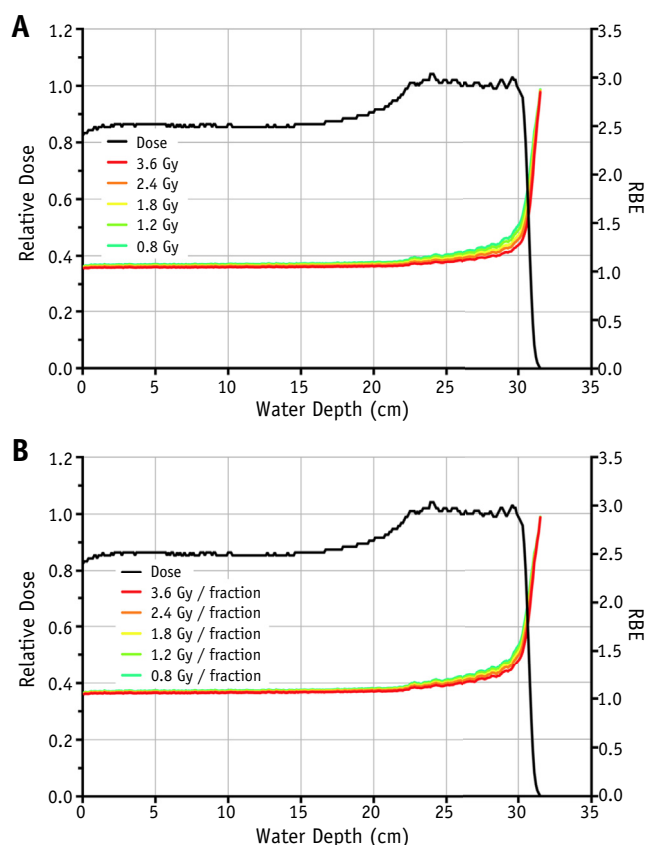 A
1.2
1.0
0.8
0.6
0.4
0.2
0.0
Relative Dose
Dose
3.6 Gy
2.4 Gy
1.8 Gy
1.2 Gy
0.8 Gy
3.5
3.0
2.5
2.0
1.5
1.0
0.5
0.0
RBE
0 5 10 15 20 25 30 35
Water Depth (cm)
B
1.2
1.0
0.8
0.6
0.4
0.2
0.0
Relative Dose
Dose
3.6 Gy / fraction
2.4 Gy / fraction
1.8 Gy / fraction
1.2 Gy / fraction
0.8 Gy / fraction
3.5
3.0
2.5
2.0
1.5
1.0
0.5
0.0
RBE
0 5 10 15 20 25 30 35
Water Depth (cm)